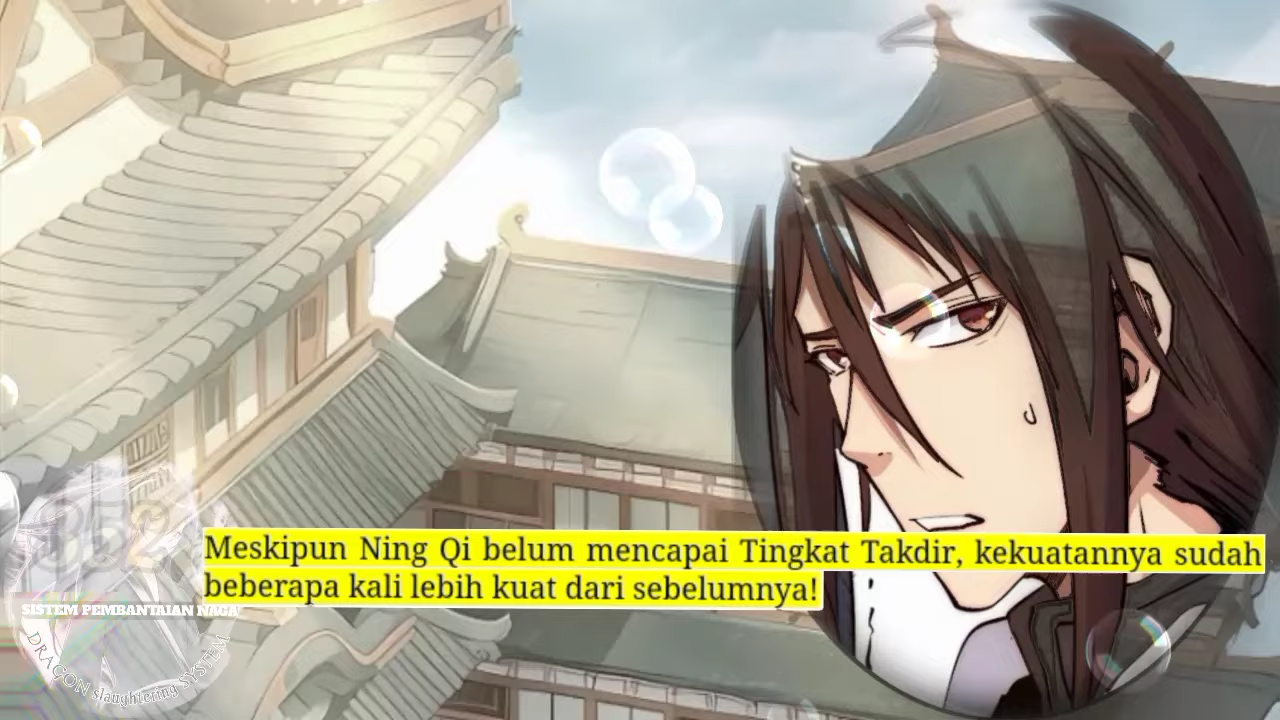 Meskipun Ning Qi belum mencapai Tingkat Takdir, kekuatannya sudah
beberapa kali lebih kuat dari sebelumnya!
352
SISTEM PEMBANTAIAN NAGA
DRAGON slaughtering SYSTEM